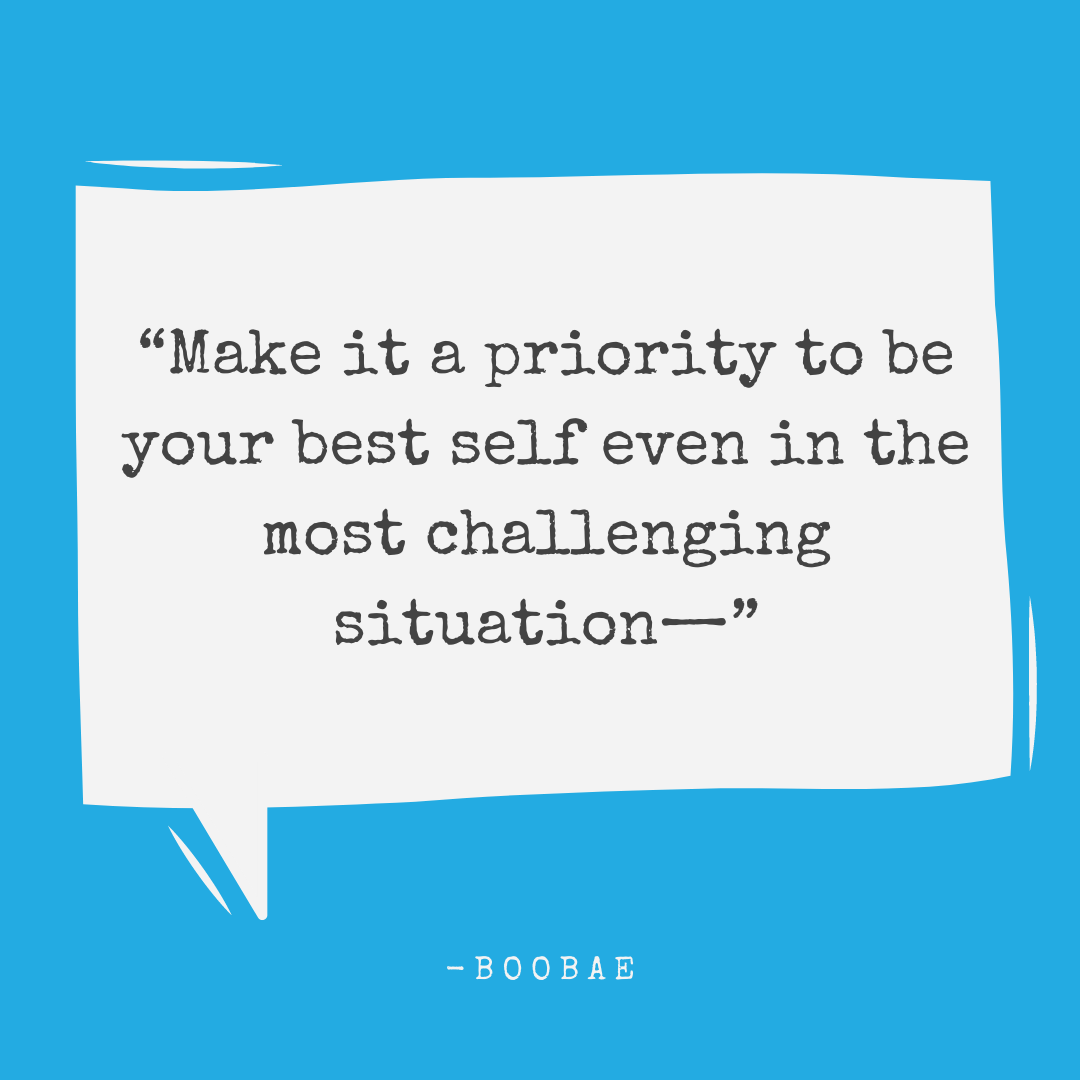 “Make it a priority to be
your best self even in the
most challenging
situation—”
–BOOBAE